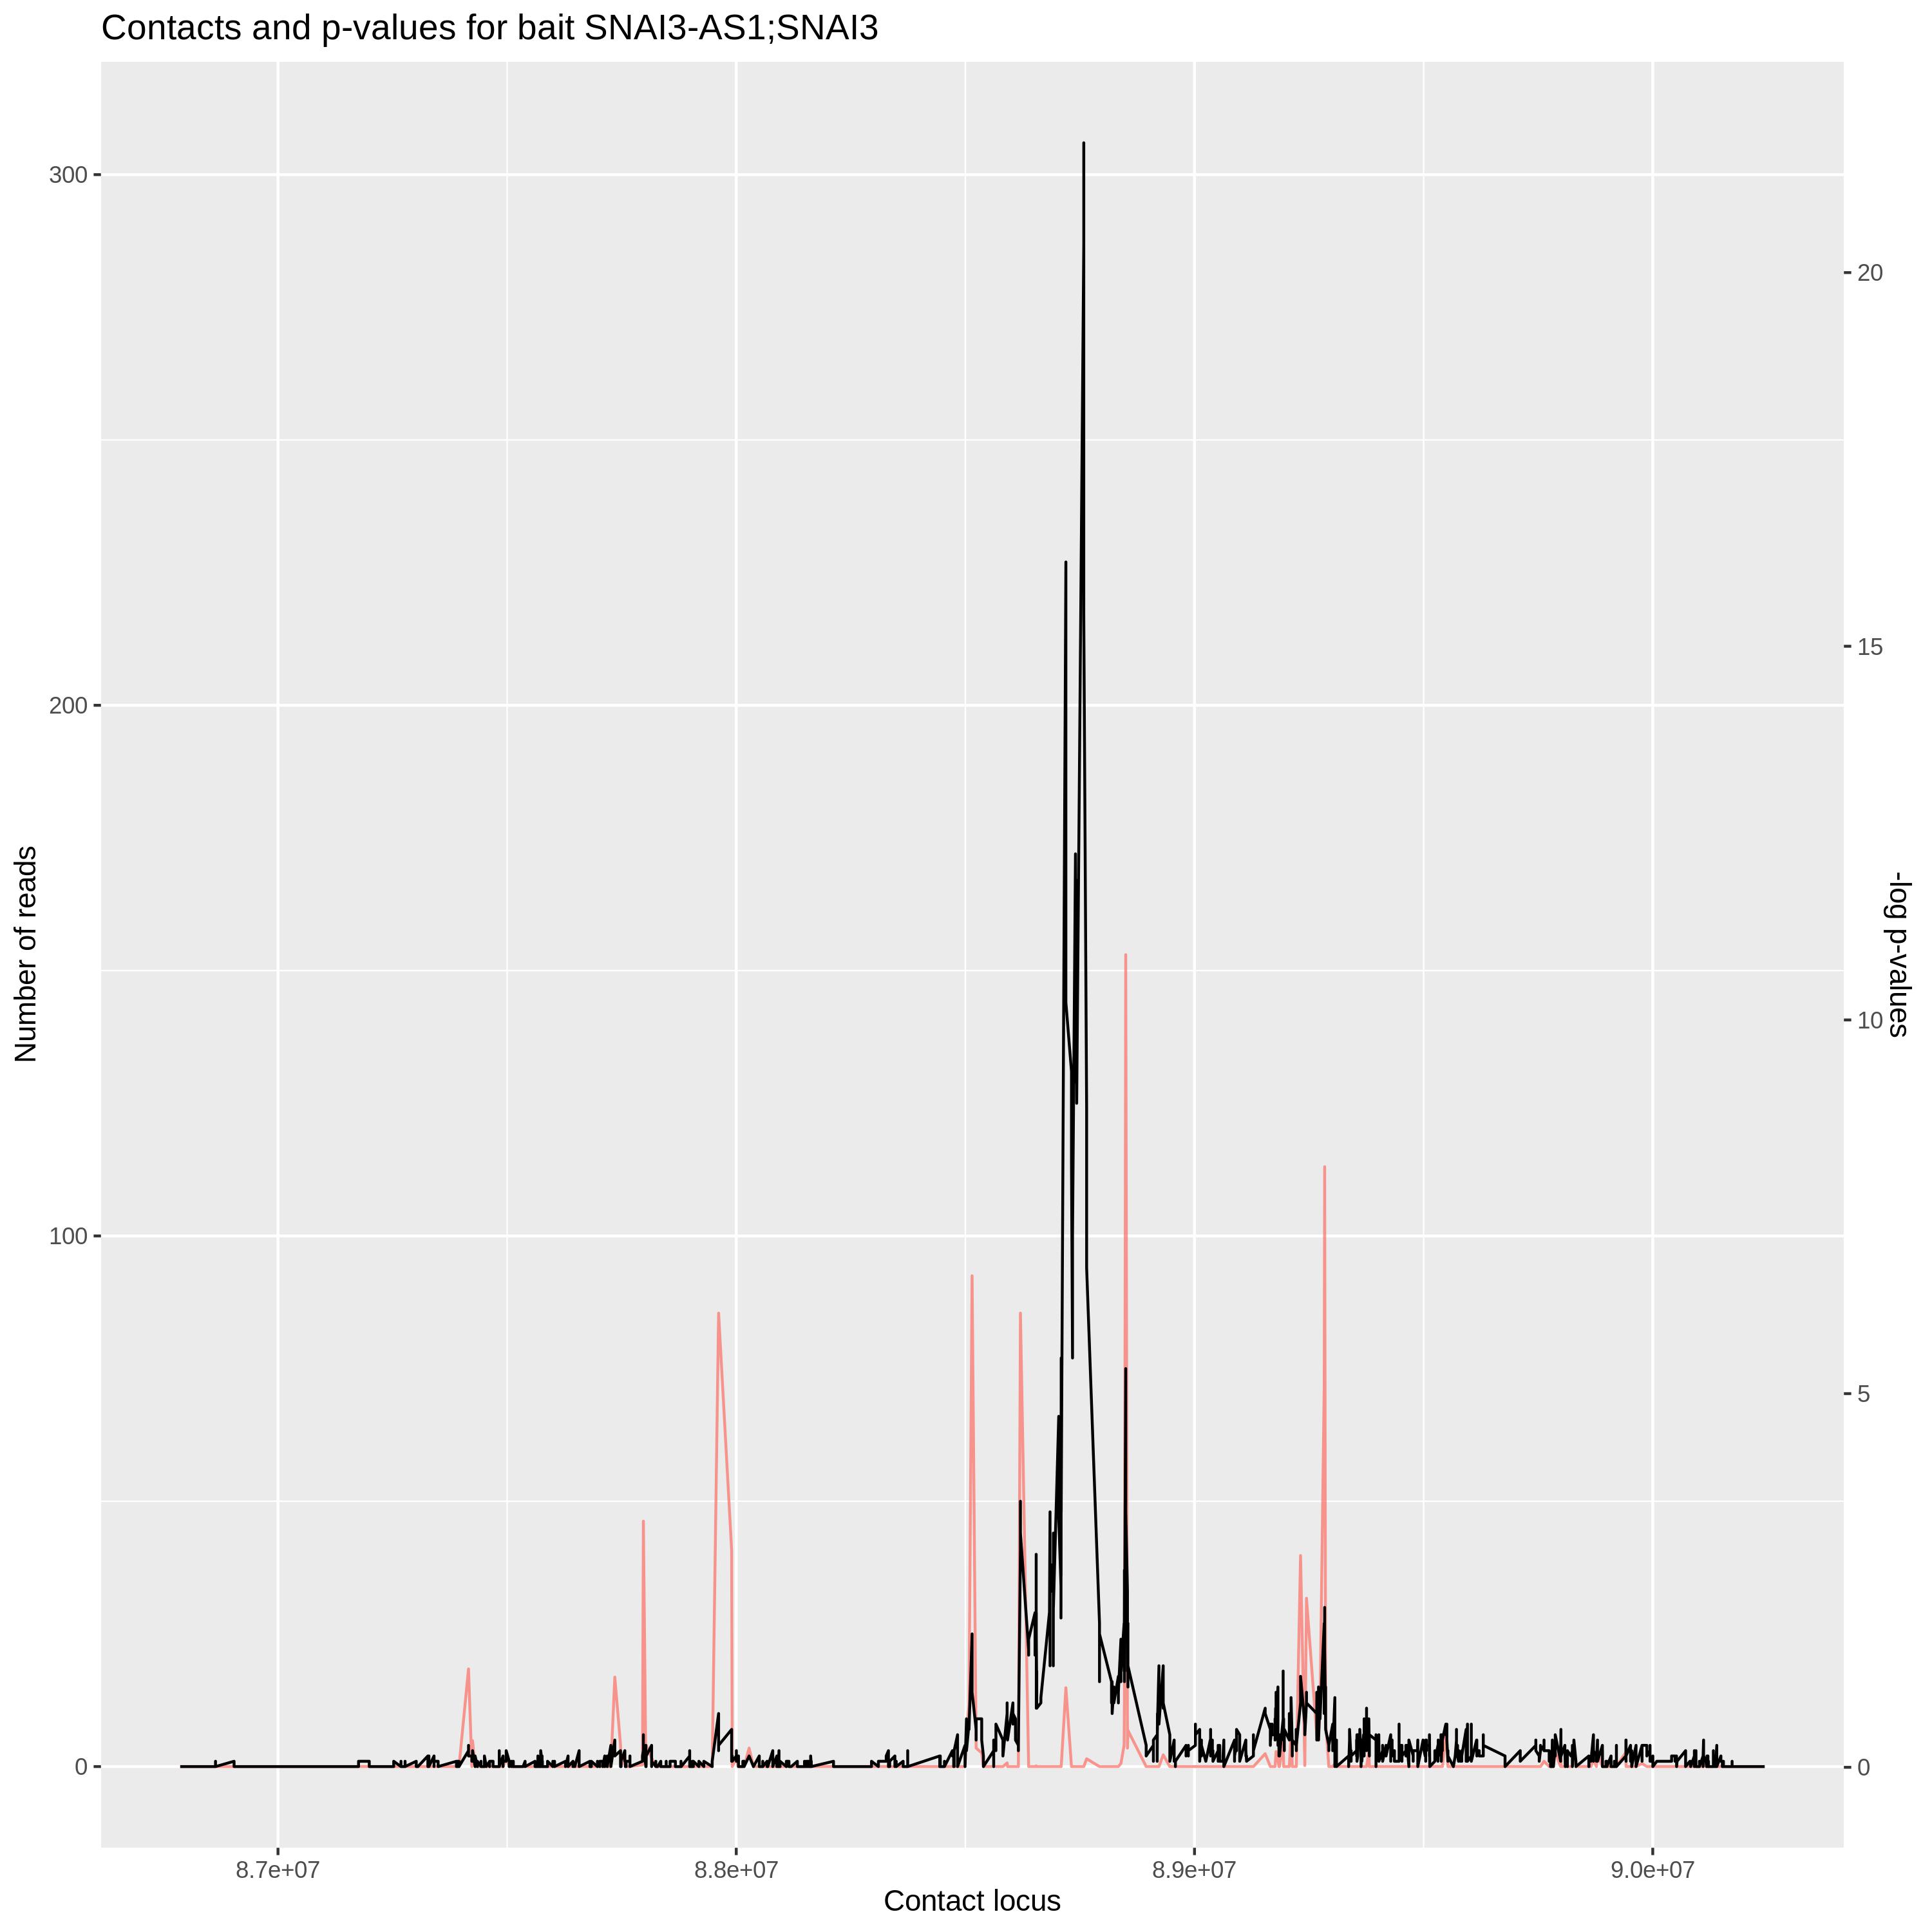 Contacts and p-values for bait SNAI3-AS1;SNAI3
300
200
100
0
Number of reads
20
15
10
5
0
-log p-values
8.7e+07
8.8e+07
8.9e+07
9.0e+07
Contact locus